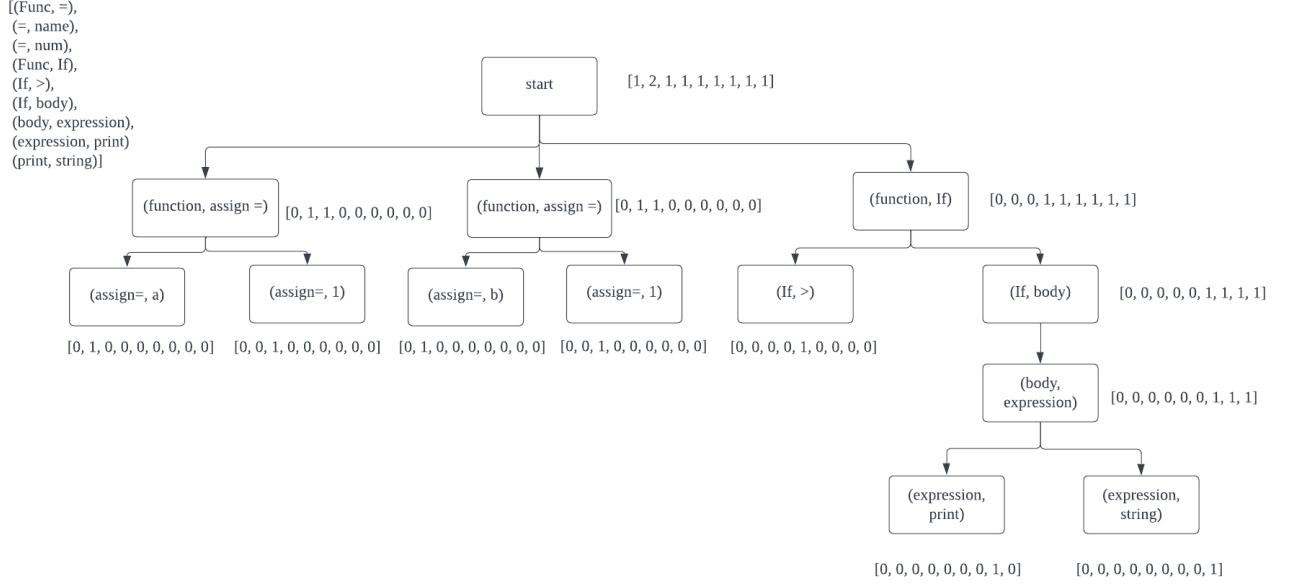 [(Func, =),
(=, name),
(=, num),
(Func, If),
(If, >),
(If, body),
(body, expression),
(expression, print)
(print, string)]
start
[1, 2, 1, 1, 1, 1, 1, 1, 1]
(function, assign =)
[0, 1, 1, 0, 0, 0, 0, 0, 0]
(function, assign =)
[0, 1, 1, 0, 0, 0, 0, 0, 0]
(function, If)
[0, 0, 0, 1, 1, 1, 1, 1, 1]
(assign=, a)
(assign=, 1)
(assign=, b)
(assign=, 1)
(If, >)
(If, body)
[0, 0, 0, 0, 0, 1, 1, 1, 1]
[0, 1, 0, 0, 0, 0, 0, 0, 0]
[0, 0, 1, 0, 0, 0, 0, 0, 0]
[0, 1, 0, 0, 0, 0, 0, 0, 0]
[0, 0, 1, 0, 0, 0, 0, 0, 0]
[0, 0, 0, 0, 1, 0, 0, 0, 0]
(body,
expression)
[0, 0, 0, 0, 0, 0, 1, 1, 1]
(expression,
print)
(expression,
string)
[0, 0, 0, 0, 0, 0, 0, 1, 0]
[0, 0, 0, 0, 0, 0, 0, 0, 1]